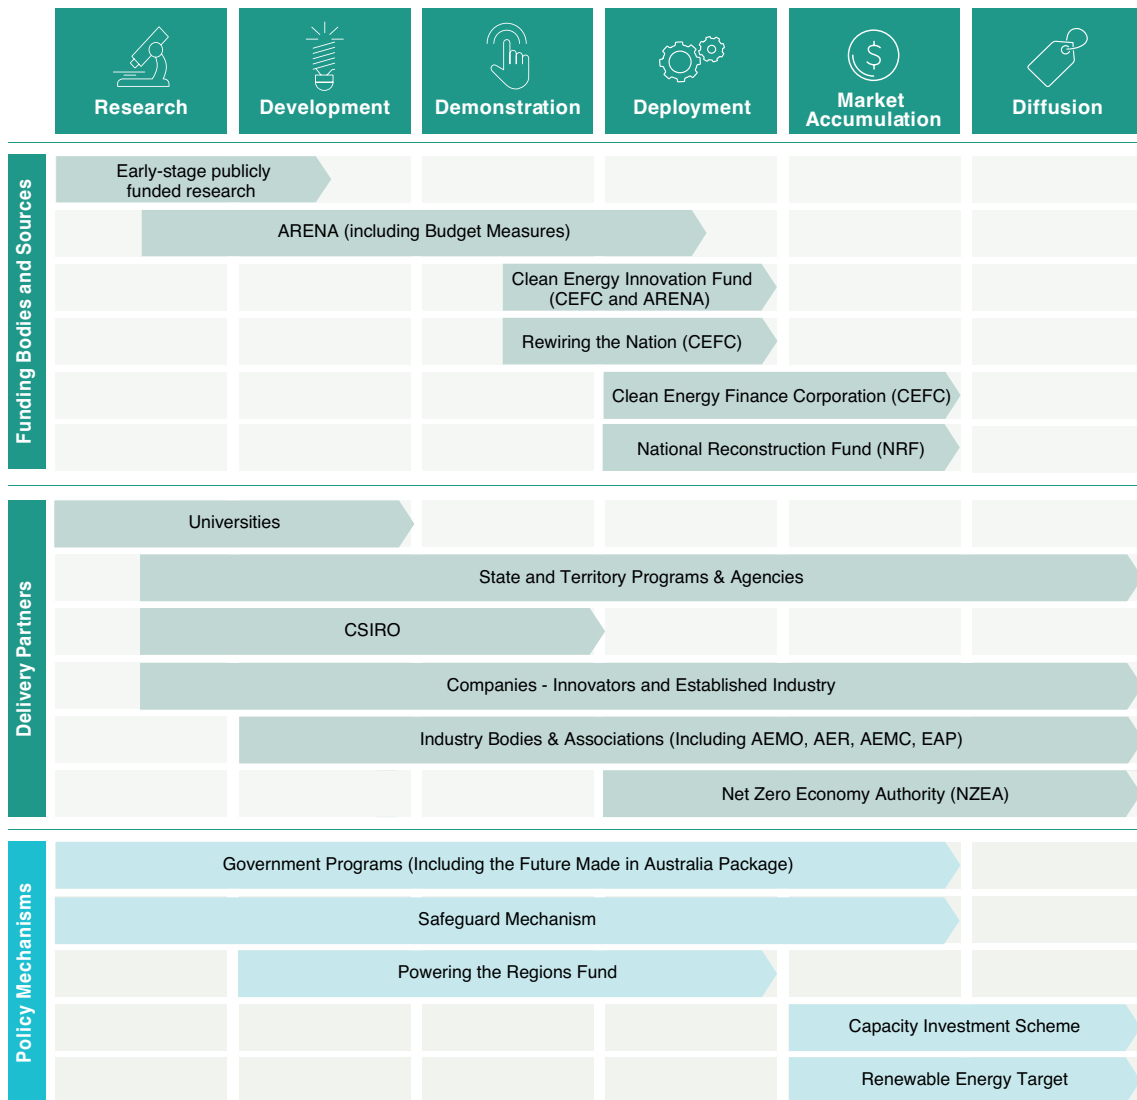 Research
Development
Demonstration
Deployment
Market
Accumulation
Diffusion
Funding Bodies and Sources
Early-stage publicly
funded research
ARENA (including Budget Measures)
Clean Energy Innovation Fund
(CEFC and ARENA)
Rewiring the Nation (CEFC)
Clean Energy Finance Corporation (CEFC)
National Reconstruction Fund (NRF)
Delivery Partners
Universities
State and Territory Programs & Agencies
CSIRO
Companies - Innovators and Established Industry
Industry Bodies & Associations (Including AEMO, AER, AEMC, EAP)
Net Zero Economy Authority (NZEA)
Policy Mechanisms
Government Programs (Including the Future Made in Australia Package)
Safeguard Mechanism
Powering the Regions Fund
Capacity Investment Scheme
Renewable Energy Target